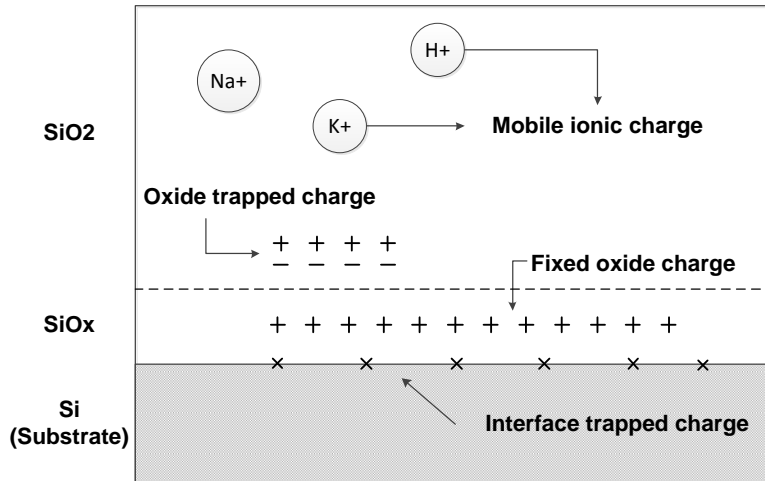 H+
Na+
K+
SiO2
Mobile ionic charge
Oxide trapped charge
+ + + +
− − − −
Fixed oxide charge
SiOx
+ + + + + + + + + + + +
× × × × × ×
Si
(Substrate)
Interface trapped charge